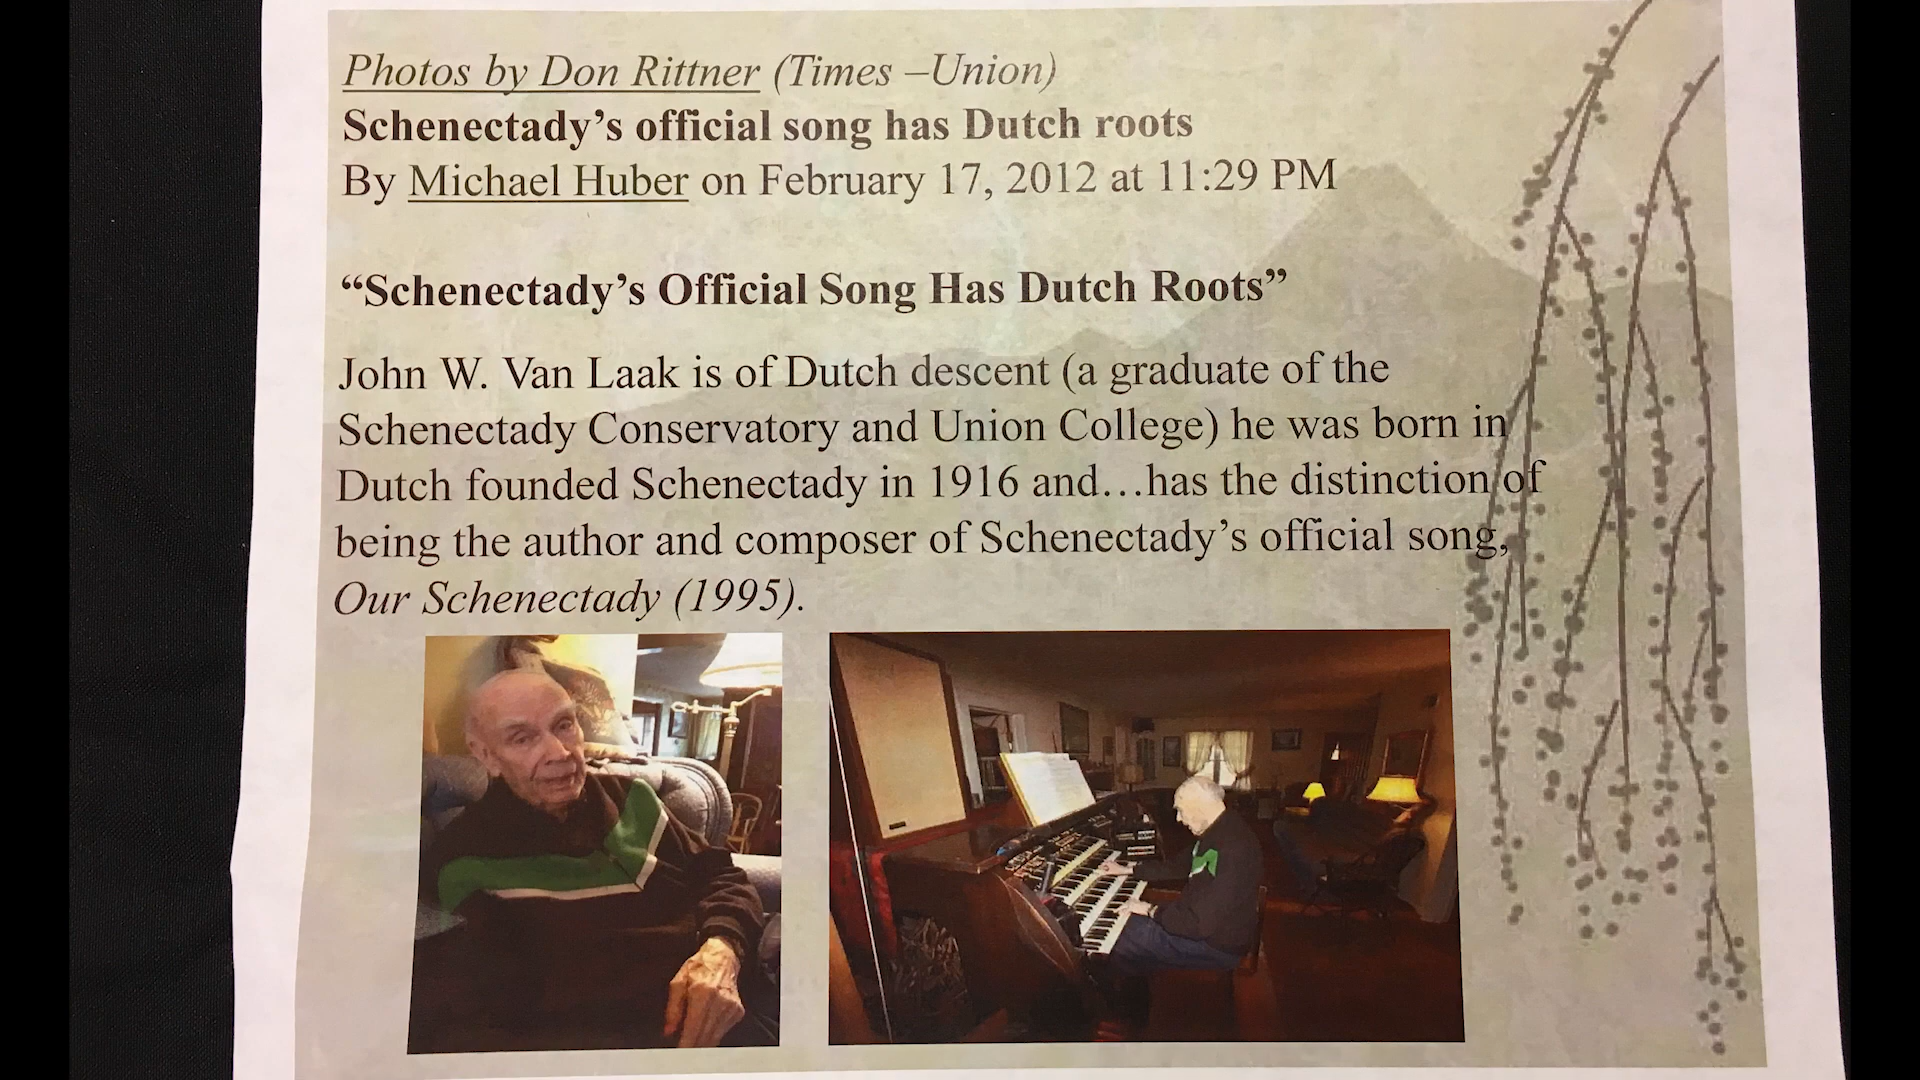 Photos by Don Rittner (Times –Union)
Schenectady’s official song has Dutch roots
By Michael Huber on February 17, 2012 at 11:29 PM
“Schenectady’s Official Song Has Dutch Roots”
John W. Van Laak is of Dutch descent (a graduate of the
Schenectady Conservatory and Union College) he was born in
Dutch founded Schenectady in 1916 and…has the distinction of
being the author and composer of Schenectady’s official song,
Our Schenectady (1995).